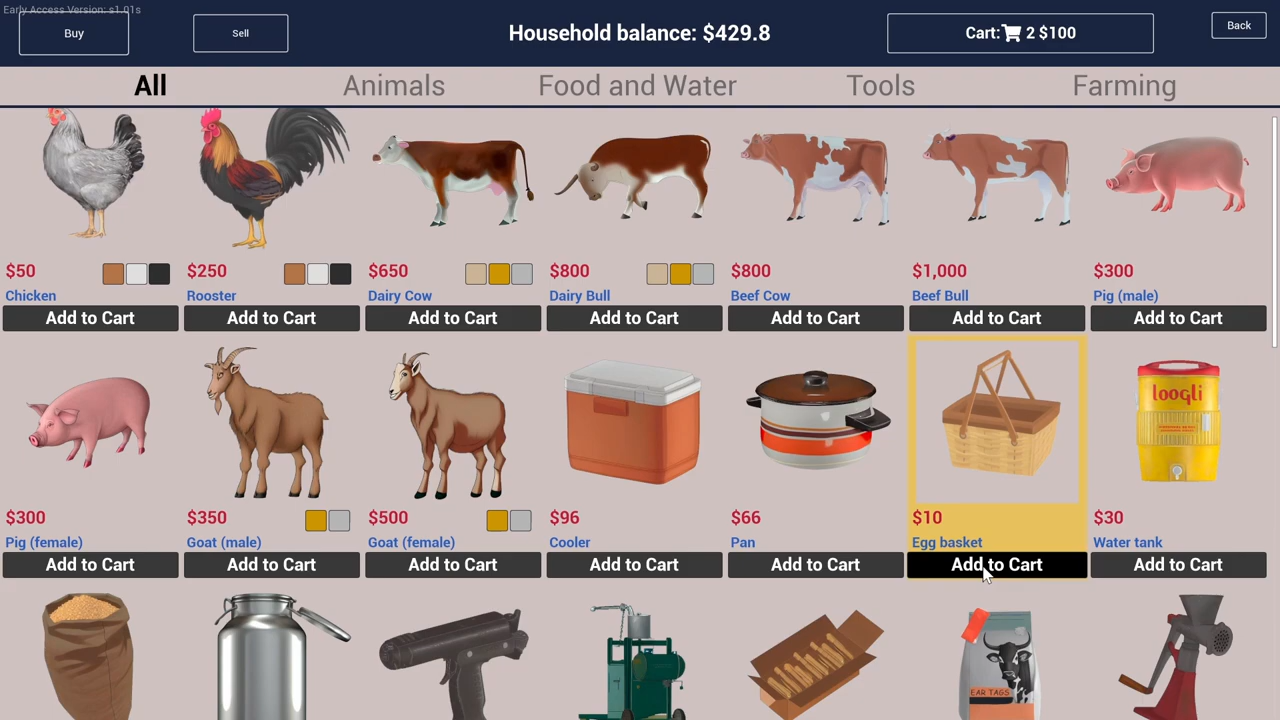 Early Access Version: s1.01s
Buy
Sell
Household balance: $429.8
Cart: 2 $100
Back
All
Animals
Food and Water
Tools
Farming
$50
Chicken
Add to Cart
$250
Rooster
Add to Cart
$650
Dairy Cow
Add to Cart
$800
Dairy Bull
Add to Cart
$800
Beef Cow
Add to Cart
$1,000
Beef Bull
Add to Cart
$300
Pig (male)
Add to Cart
$300
Pig (female)
Add to Cart
$350
Goat (male)
Add to Cart
$500
Goat (female)
Add to Cart
$96
Cooler
Add to Cart
$66
Pan
Add to Cart
$10
Egg basket
Add to Cart
loogli
$30
Water tank
Add to Cart
EAR TAGS